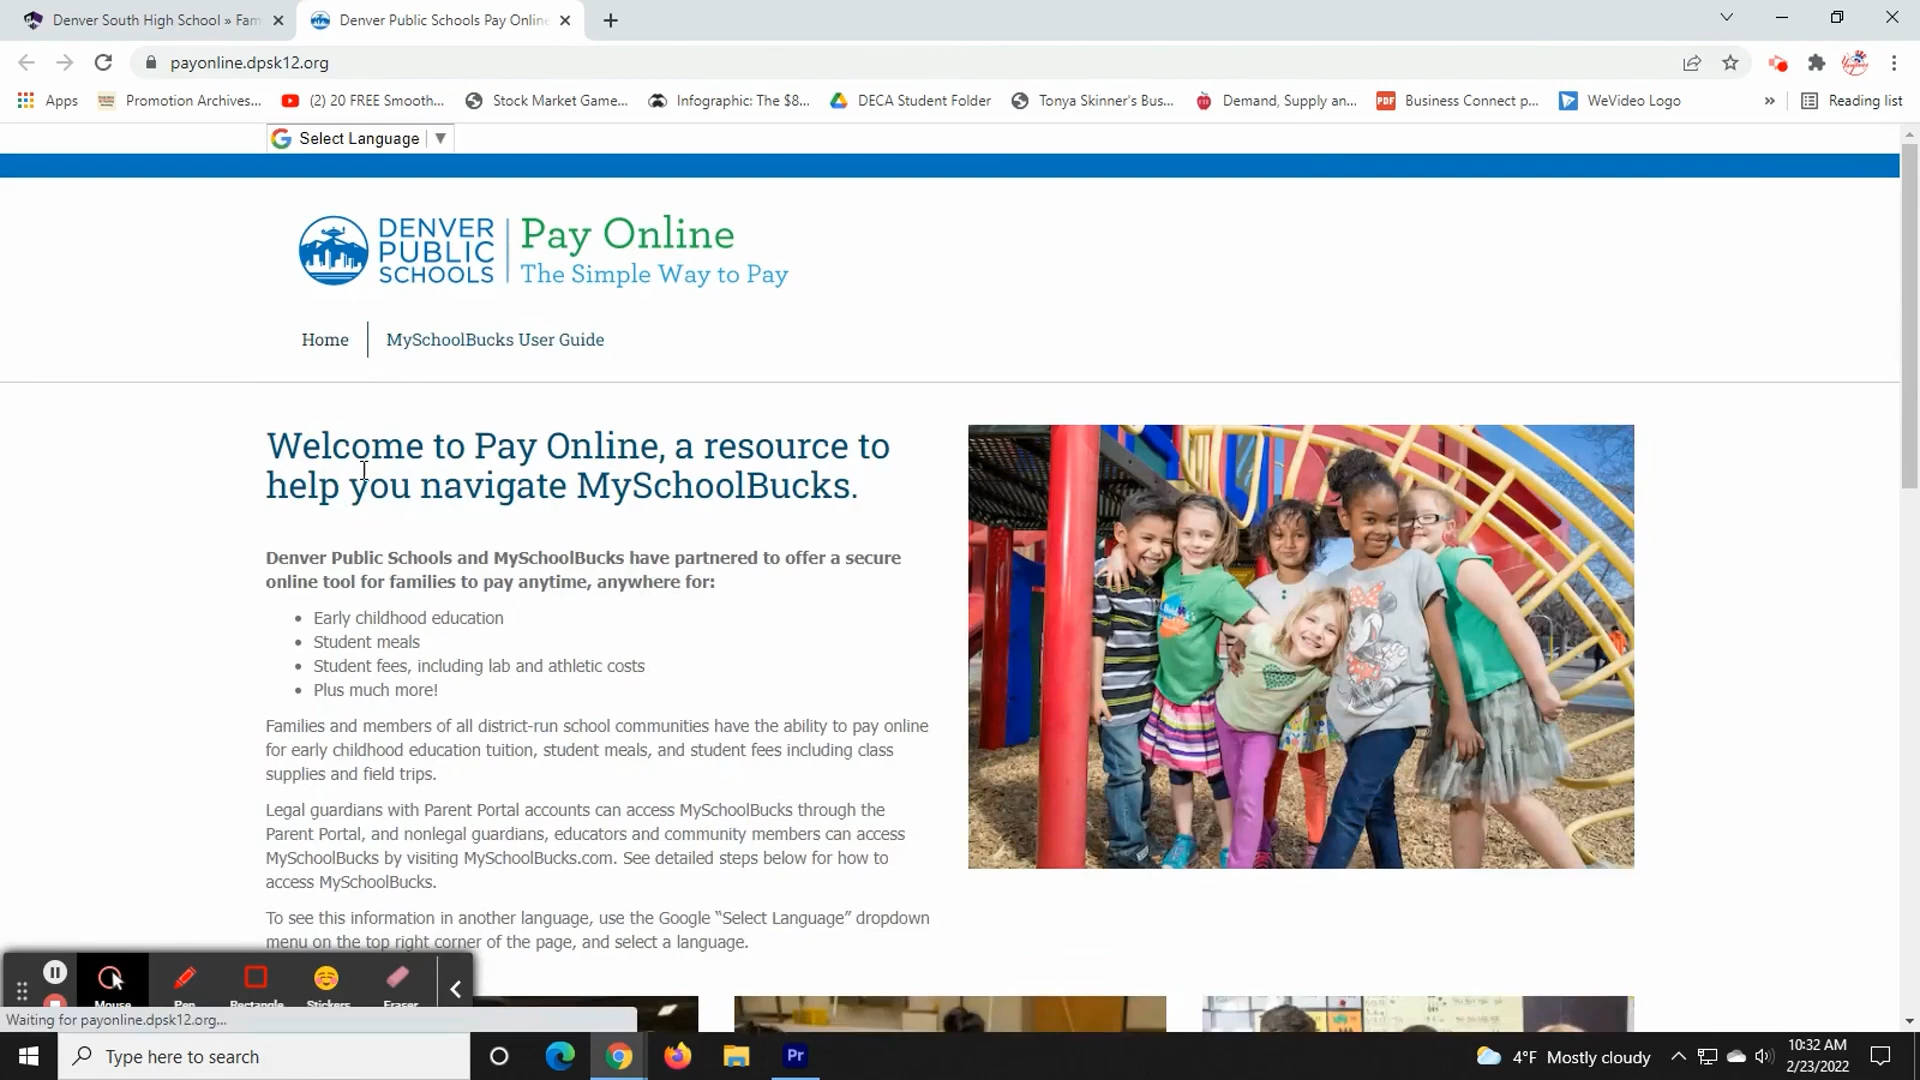 Denver South High School » Fam
Denver Public Schools Pay Online
payonline.dpsk12.org
Apps
Promotion Archives...
(2) 20 FREE Smooth...
Stock Market Game...
Infographic: The $8...
DECA Student Folder
Tonya Skinner's Bus...
Demand, Supply an...
PDF
Business Connect p...
WeVideo Logo
»
Reading list
Select Language
DENVER
PUBLIC
SCHOOLS
Pay Online
The Simple Way to Pay
Home
MySchoolBucks User Guide
Welcome to Pay Online, a resource to
help you navigate MySchoolBucks.
Denver Public Schools and MySchoolBucks have partnered to offer a secure
online tool for families to pay anytime, anywhere for:
• Early childhood education
• Student meals
• Student fees, including lab and athletic costs
• Plus much more!
Families and members of all district-run school communities have the ability to pay online
for early childhood education tuition, student meals, and student fees including class
supplies and field trips.
Legal guardians with Parent Portal accounts can access MySchoolBucks through the
Parent Portal, and nonlegal guardians, educators and community members can access
MySchoolBucks by visiting MySchoolBucks.com. See detailed steps below for how to
access MySchoolBucks.
To see this information in another language, use the Google “Select Language” dropdown
menu on the top right corner of the page, and select a language.
Mouse
Pen
Rectangle
Stickers
Eraser
Waiting for payonline.dpsk12.org...
Type here to search
Pr
4°F Mostly cloudy
10:32 AM
2/23/2022